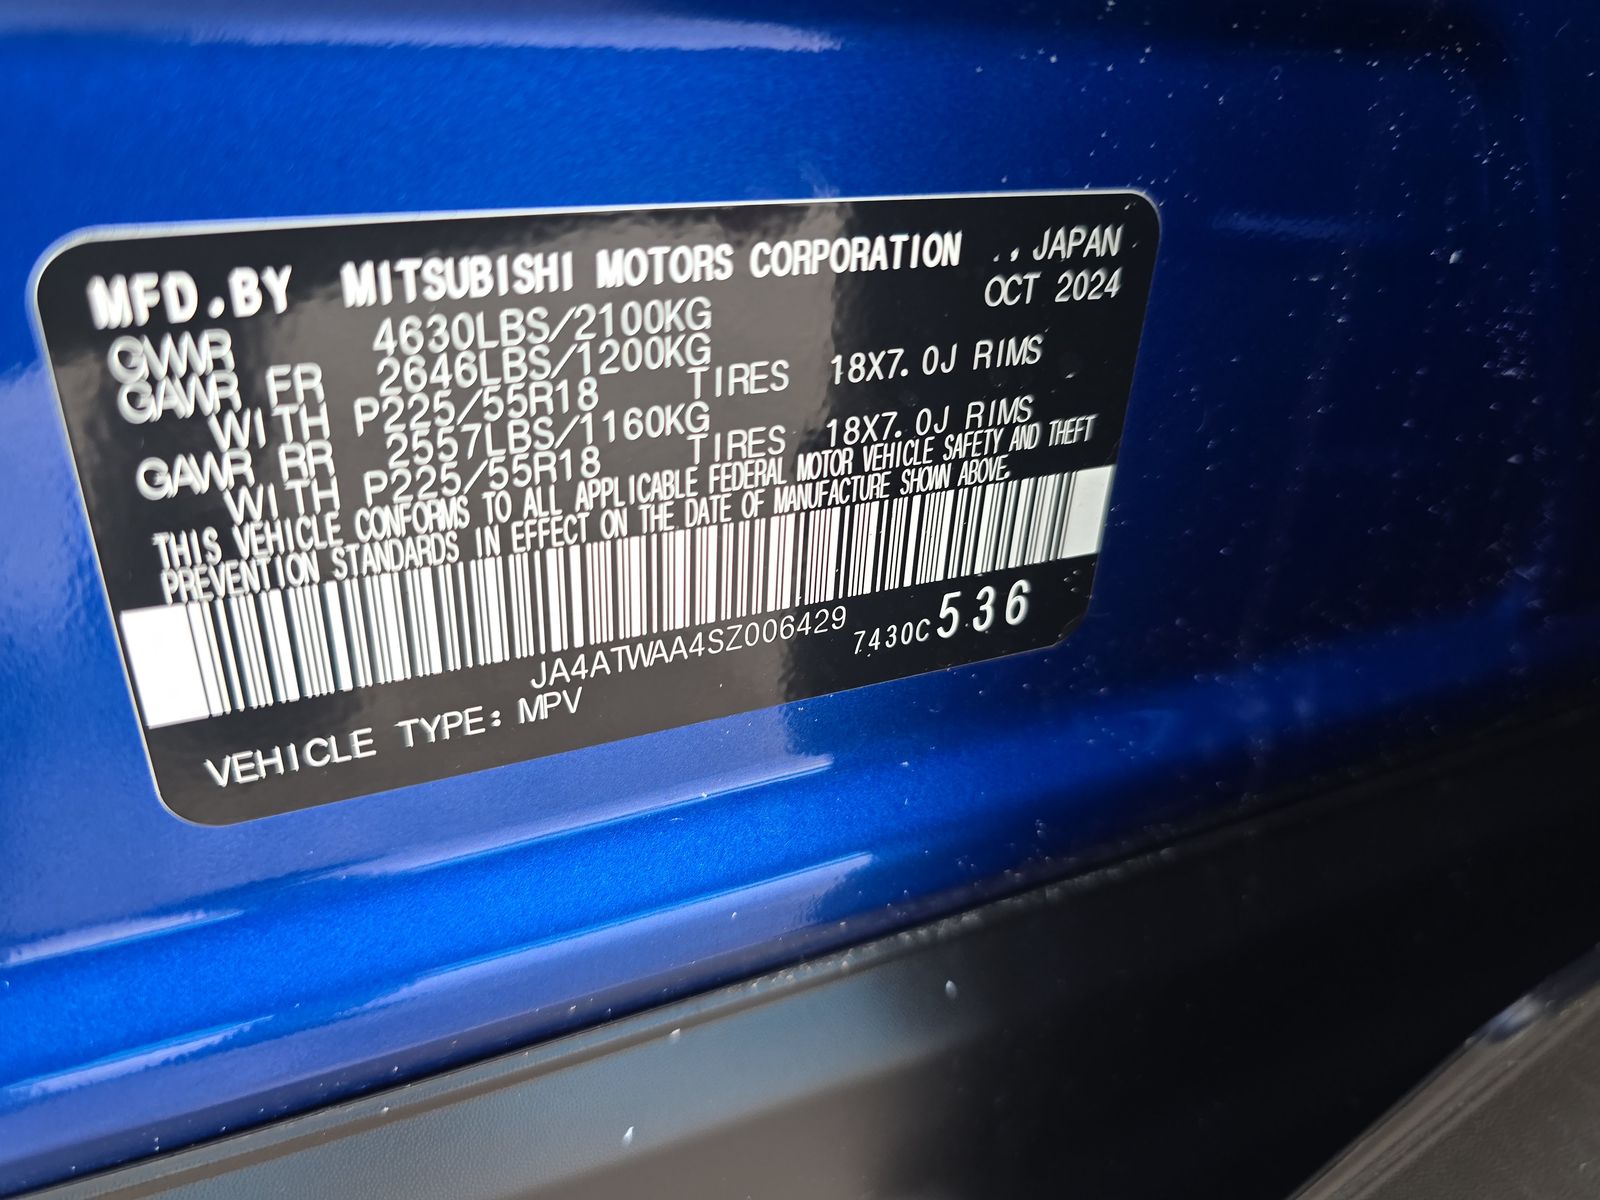 MFD.BY MITSUBISHI MOTORS CORPORATION ., JAPAN
OCT 2024
GVWR 4630LBS/2100KG
GAWR FR 2646LBS/1200KG
WITH P225/55R18 TIRES 18X7.0J RIMS
GAWR RR 2557LBS/1160KG
WITH P225/55R18 TIRES 18X7.0J RIMS
THIS VEHICLE CONFORMS TO ALL APPLICABLE FEDERAL MOTOR VEHICLE SAFETY AND THEFT
PREVENTION STANDARDS IN EFFECT ON THE DATE OF MANUFACTURE SHOWN ABOVE.
JA4ATWAA4SZ006429 7430C536
VEHICLE TYPE: MPV